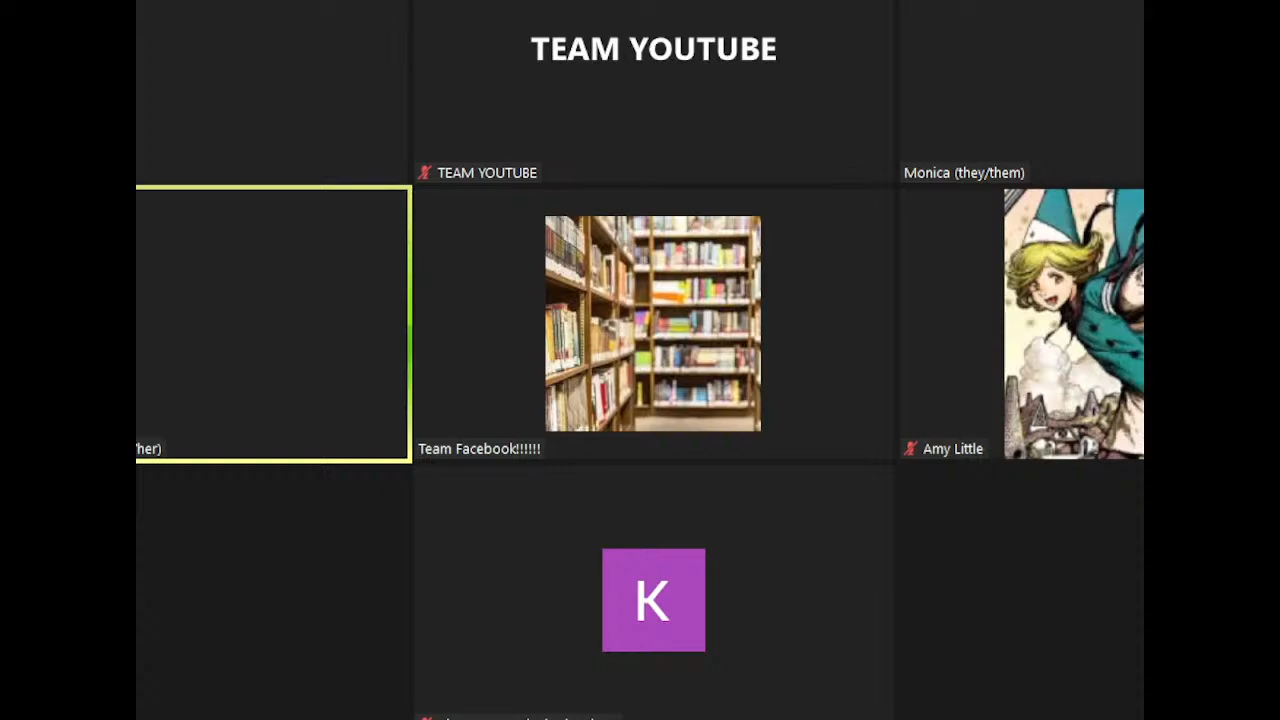 TEAM YOUTUBE
TEAM YOUTUBE
Monica (they/them)
her)
Team Facebook!!!!!!
Amy Little
K